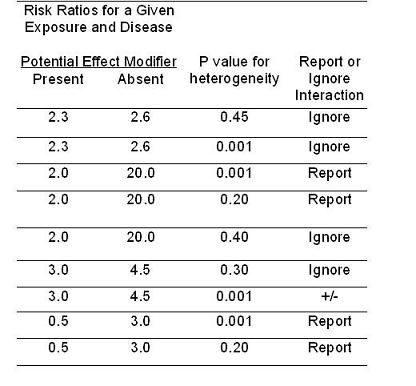 Risk Ratios for a Given
Exposure and Disease
Potential Effect Modifier P value for Report or
Present Absent heterogeneity Ignore
Interaction
2.3 2.6 0.45 Ignore
2.3 2.6 0.001 Ignore
2.0 20.0 0.001 Report
2.0 20.0 0.20 Report
2.0 20.0 0.40 Ignore
3.0 4.5 0.30 Ignore
3.0 4.5 0.001 +/-
0.5 3.0 0.001 Report
0.5 3.0 0.20 Report